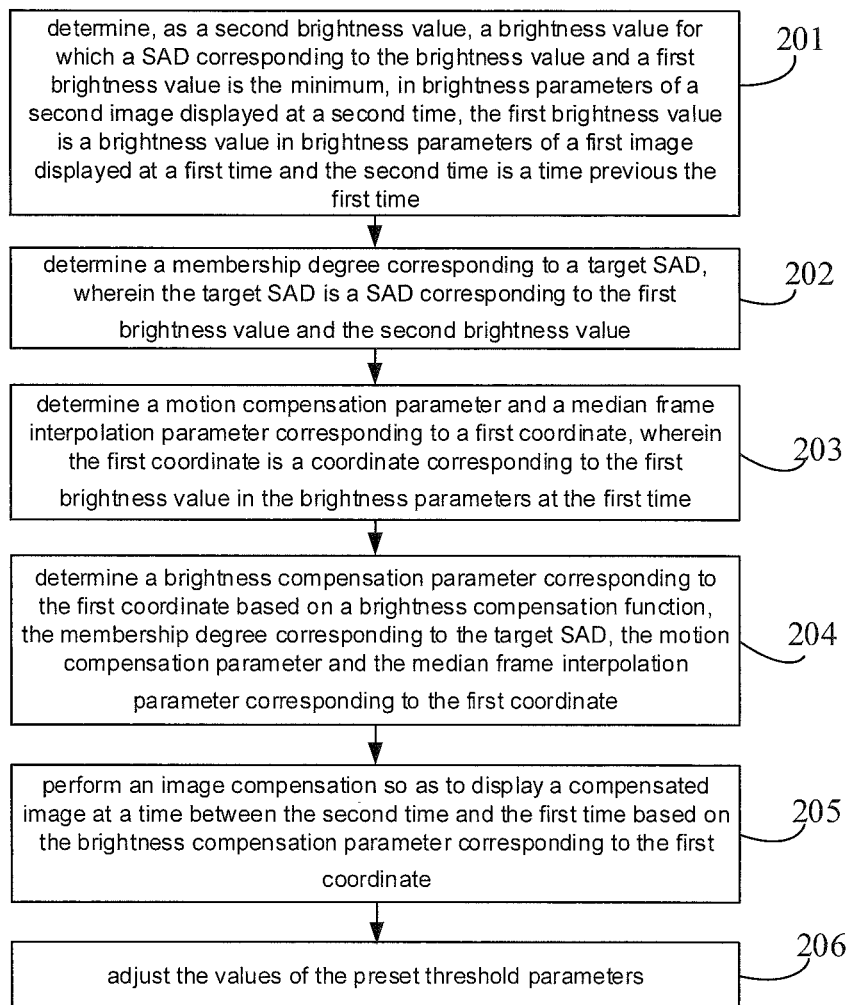 determine, as a second brightness value, a brightness value for
which a SAD corresponding to the brightness value and a first
brightness value is the minimum, in brightness parameters of a
second image displayed at a second time, the first brightness value
is a brightness value in brightness parameters of a first image
displayed at a first time and the second time is a time previous the
first time
201
determine a membership degree corresponding to a target SAD,
wherein the target SAD is a SAD corresponding to the first
brightness value and the second brightness value
202
determine a motion compensation parameter and a median frame
interpolation parameter corresponding to a first coordinate, wherein
the first coordinate is a coordinate corresponding to the first
brightness value in the brightness parameters at the first time
203
determine a brightness compensation parameter corresponding to
the first coordinate based on a brightness compensation function,
the membership degree corresponding to the target SAD, the motion
compensation parameter and the median frame interpolation
parameter corresponding to the first coordinate
204
perform an image compensation so as to display a compensated
image at a time between the second time and the first time based on
the brightness compensation parameter corresponding to the first
coordinate
205
adjust the values of the preset threshold parameters
206